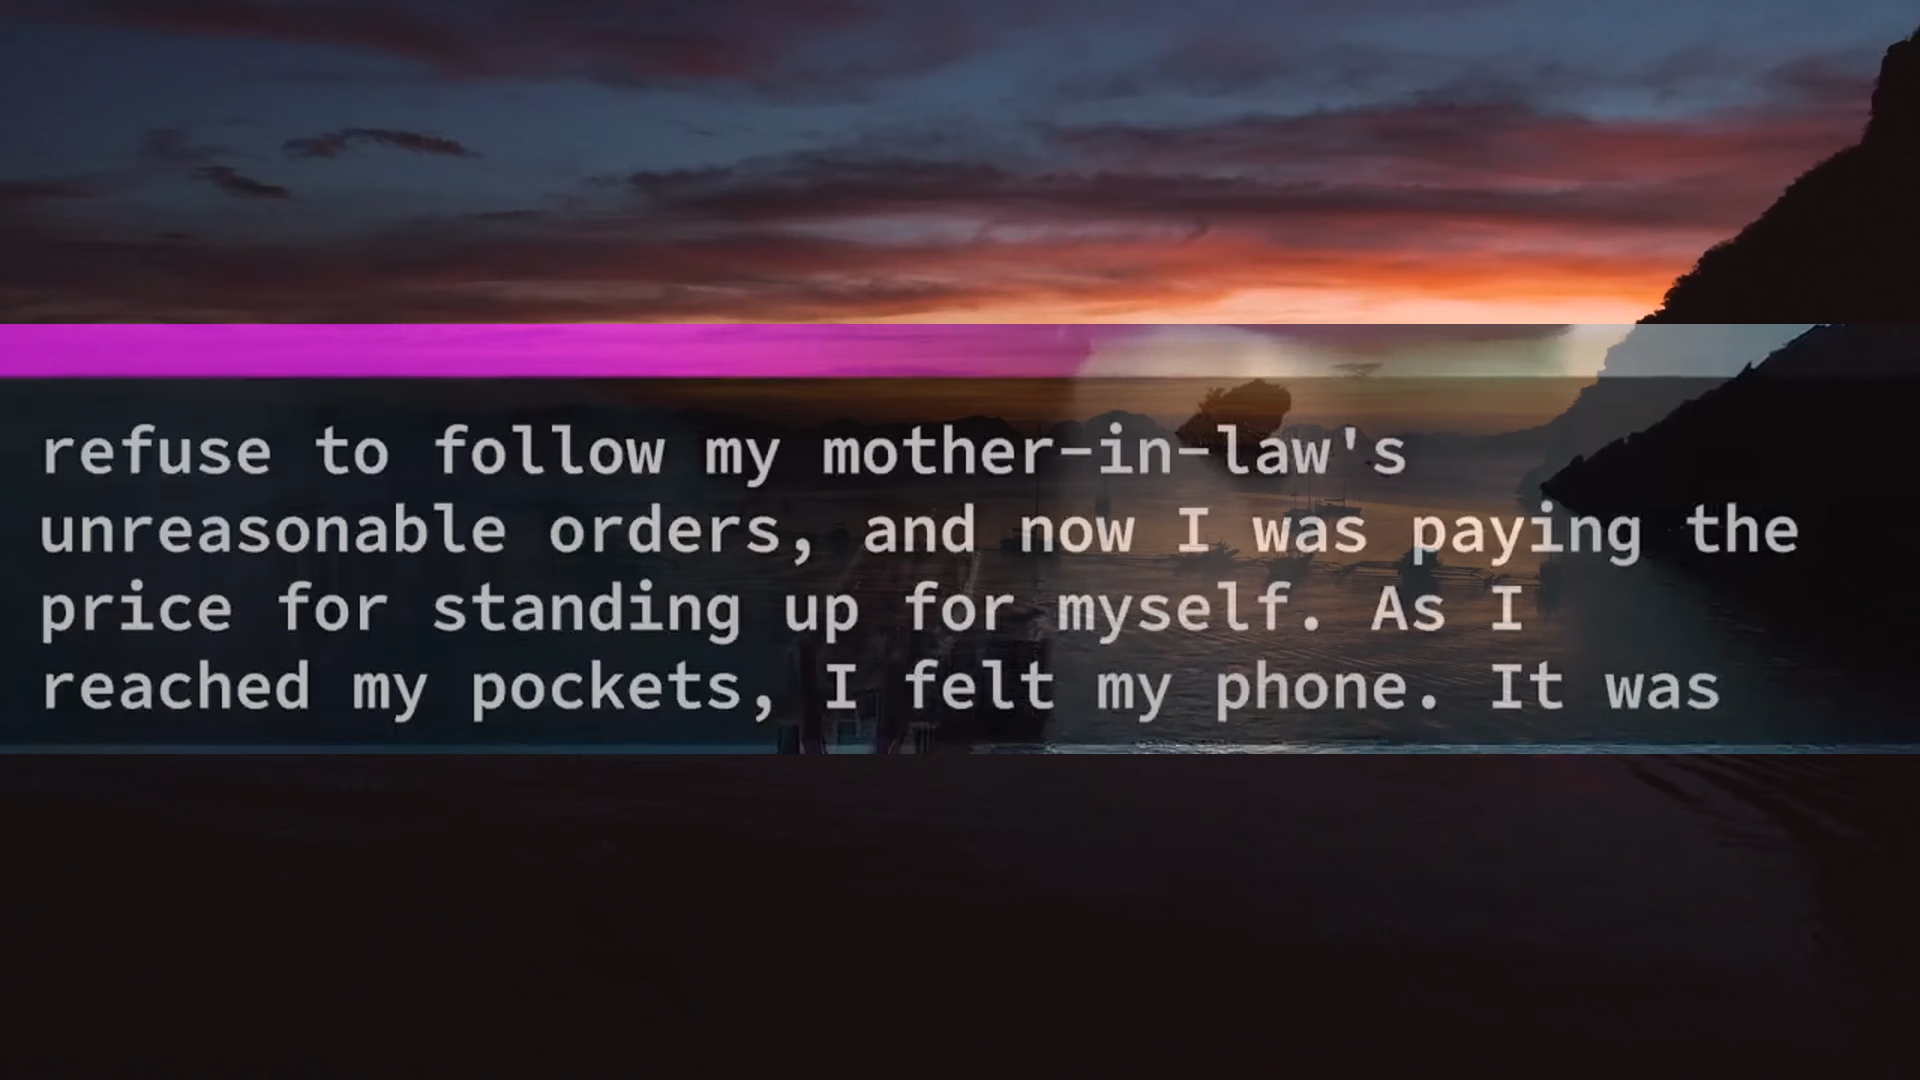 refuse to follow my mother-in-law's
unreasonable orders, and now I was paying the
price for standing up for myself. As I
reached my pockets, I felt my phone. It was